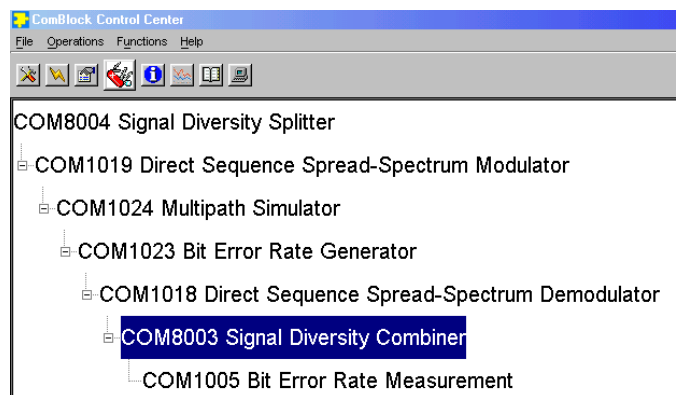 ComBlock Control Center
File Operations Functions Help
COM8004 Signal Diversity Splitter
COM1019 Direct Sequence Spread-Spectrum Modulator
COM1024 Multipath Simulator
COM1023 Bit Error Rate Generator
COM1018 Direct Sequence Spread-Spectrum Demodulator
COM8003 Signal Diversity Combiner
COM1005 Bit Error Rate Measurement